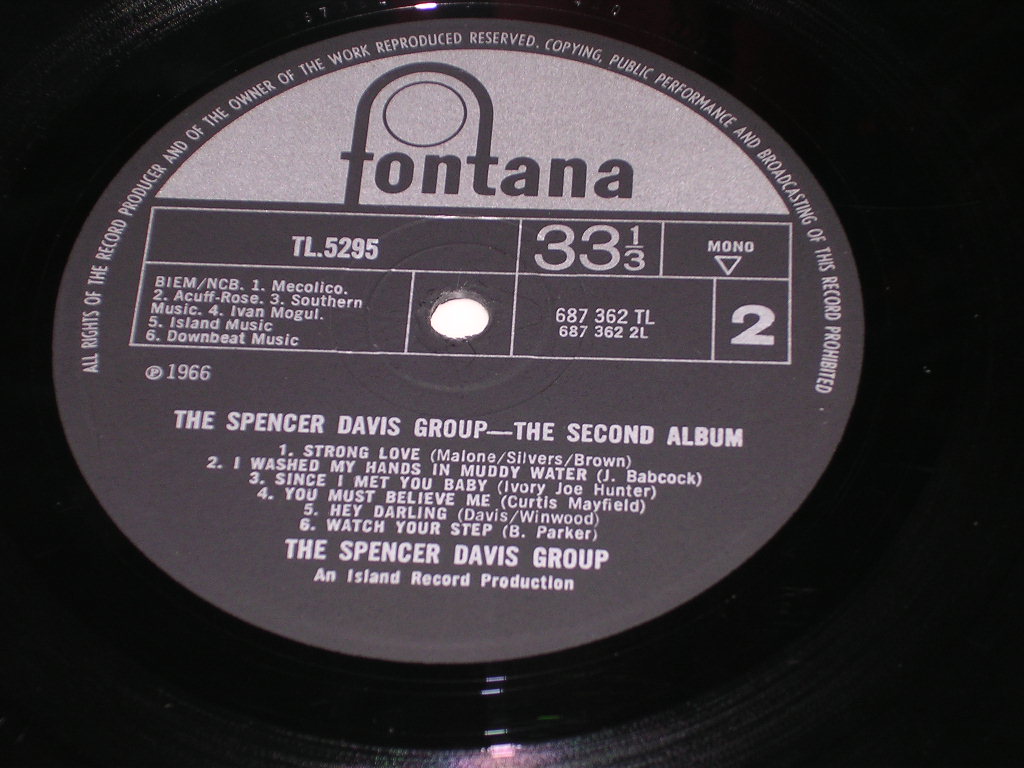 ALL RIGHTS OF THE RECORD PRODUCER AND OF THE OWNER OF THE WORK REPRODUCED RESERVED. COPYING, PUBLIC PERFORMANCE AND BROADCASTING OF THIS RECORD PROHIBITED
fontana
TL.5295
33 1/3
MONO
BIEM/NCB. 1. Mecolico.
2. Acuff-Rose. 3. Southern
Music. 4. Ivan Mogul.
5. Island Music
6. Downbeat Music
687 362 TL
687 362 2L
2
℗ 1966
THE SPENCER DAVIS GROUP—THE SECOND ALBUM
1. STRONG LOVE (Malone/Silvers/Brown)
2. I WASHED MY HANDS IN MUDDY WATER (J. Babcock)
3. SINCE I MET YOU BABY (Ivory Joe Hunter)
4. YOU MUST BELIEVE ME (Curtis Mayfield)
5. HEY DARLING (Davis/Winwood)
6. WATCH YOUR STEP (B. Parker)
THE SPENCER DAVIS GROUP
An Island Record Production